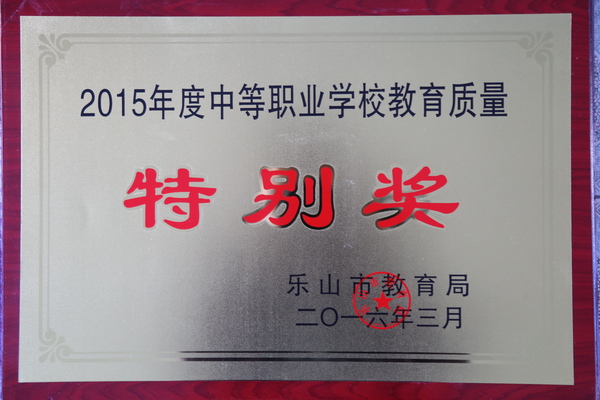 2015年度中等职业学校教育质量
特别奖
乐山市教育局
二〇一六年三月